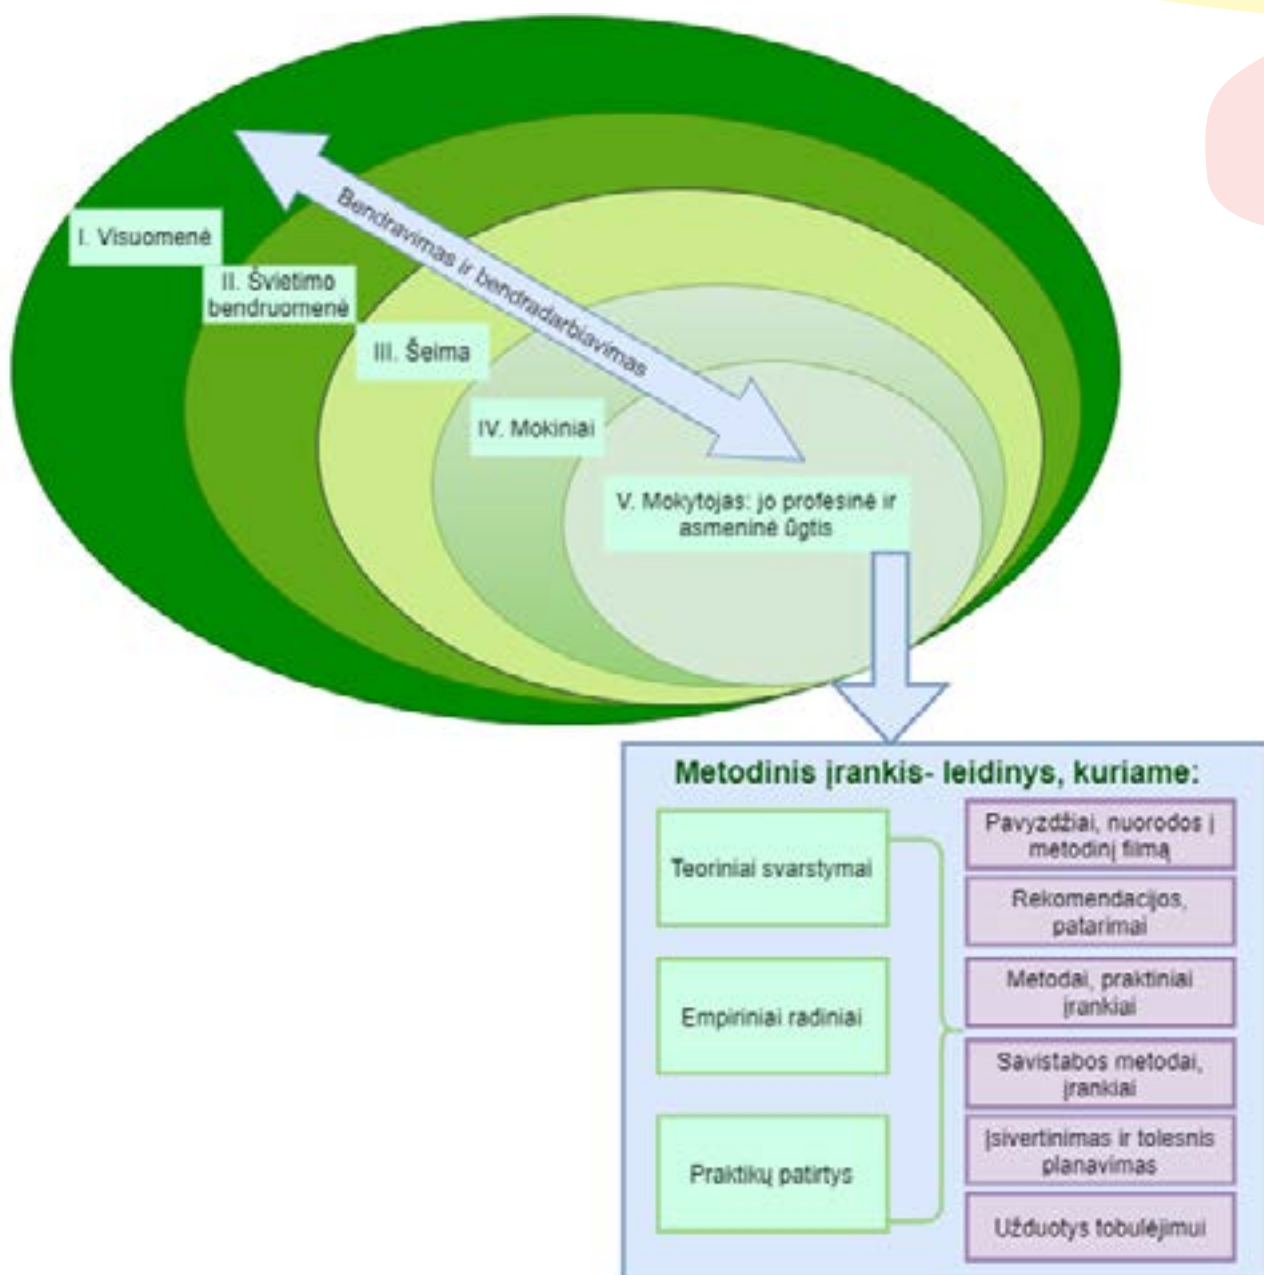 Bendravimas ir bendradarbiavimas
I. Visuomenė
II. Švietimo
bendruomenė
III. Šeima
IV. Mokiniai
V. Mokytojas: jo profesinė ir
asmeninė ūgtis
Metodinis įrankis- leidinys, kuriame:
Teoriniai svarstymai
Empiriniai radiniai
Praktikų patirtys
Pavyzdžiai, nuorodos į
metodinį filmą
Rekomendacijos,
patarimai
Metodai, praktiniai
įrankiai
Savistabos metodai,
įrankiai
Įsivertinimas ir tolesnis
planavimas
Užduotys tobulėjimui